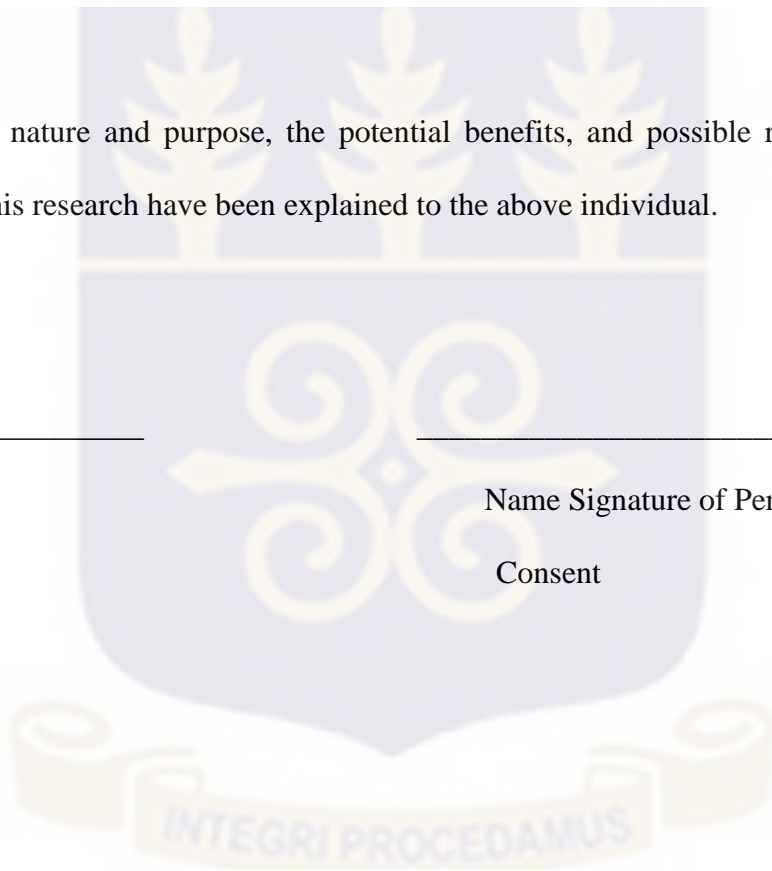 nature and purpose, the potential benefits, and possible
his research have been explained to the above individual.
Name Signature of Per
Consent
INTEGRI PROCEDAMUS